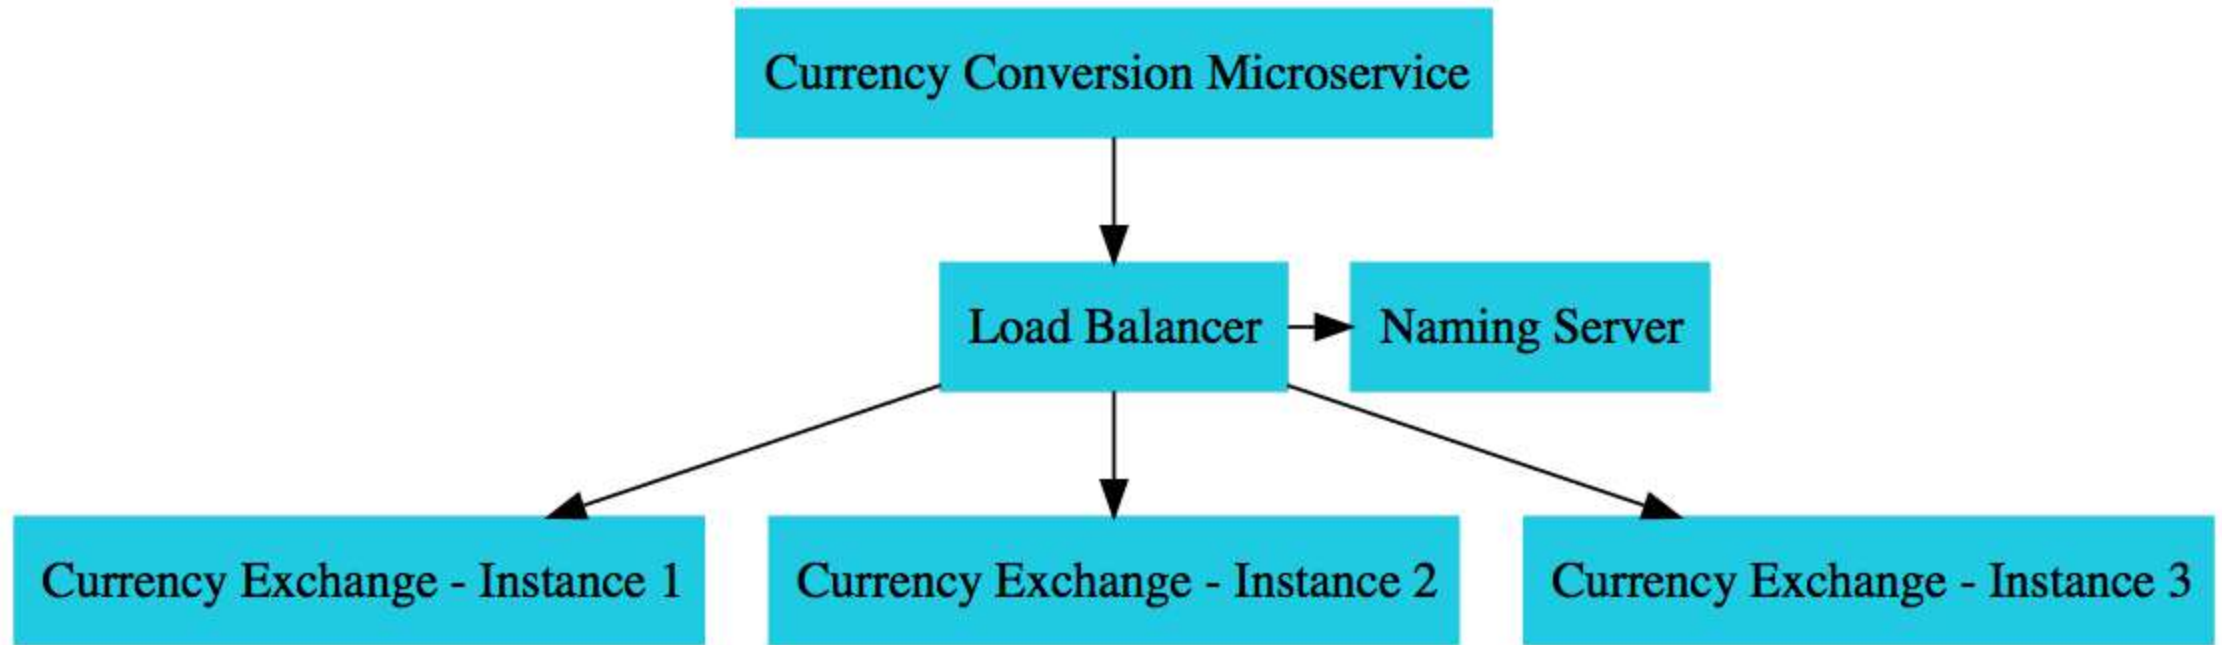 Currency Conversion Microservice
Load Balancer
Naming Server
Currency Exchange - Instance 1
Currency Exchange - Instance 2
Currency Exchange - Instance 3